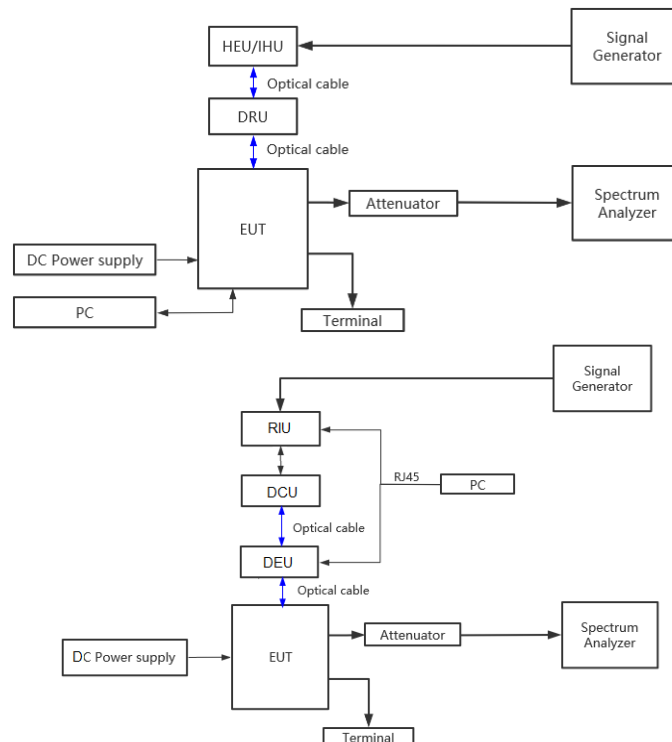 HEU/IHU
Signal
Generator
Optical cable
DRU
Optical cable
EUT
Attenuator
Spectrum
Analyzer
DC Power supply
PC
Terminal
Signal
Generator
RIU
RJ45
PC
DCU
Optical cable
DEU
Optical cable
EUT
Attenuator
Spectrum
Analyzer
DC Power supply
Terminal